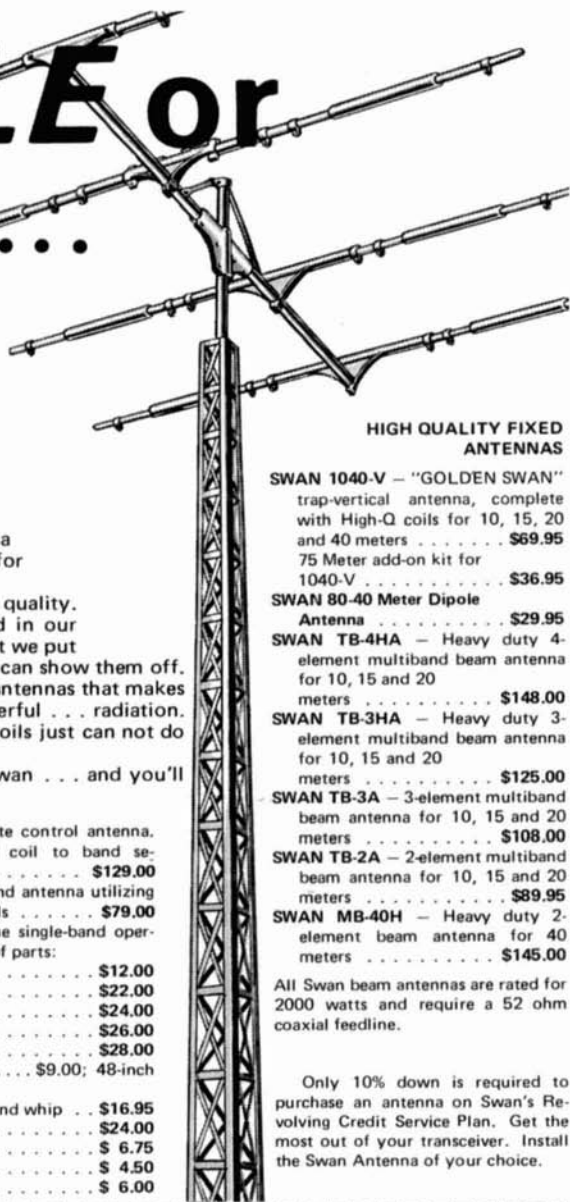 LE or
. . .
a
for
quality.
d in our
t we put
can show them off.
ntennas that makes
erful . . . radiation.
oils just can not do
wan . . . and you'll
te control antenna.
coil to band se-
. . . . . . $129.00
nd antenna utilizing
ls . . . . . . $79.00
e single-band oper-
f parts:
. . . . . . . . . . $12.00
. . . . . . . . . . $22.00
. . . . . . . . . . $24.00
. . . . . . . . . . $26.00
. . . . . . . . . . $28.00
. . . $9.00; 48-inch
nd whip . . $16.95
. . . . . . . . . . $24.00
. . . . . . . . . . $ 6.75
. . . . . . . . . . $ 4.50
. . . . . . . . . . $ 6.00
HIGH QUALITY FIXED
ANTENNAS
SWAN 1040-V — "GOLDEN SWAN"
trap-vertical antenna, complete
with High-Q coils for 10, 15, 20
and 40 meters . . . . . . . $69.95
75 Meter add-on kit for
1040-V . . . . . . . . . . . $36.95
SWAN 80-40 Meter Dipole
Antenna . . . . . . . . . . $29.95
SWAN TB-4HA — Heavy duty 4-
element multiband beam antenna
for 10, 15 and 20
meters . . . . . . . . . . $148.00
SWAN TB-3HA — Heavy duty 3-
element multiband beam antenna
for 10, 15 and 20
meters . . . . . . . . . . $125.00
SWAN TB-3A — 3-element multiband
beam antenna for 10, 15 and 20
meters . . . . . . . . . . $108.00
SWAN TB-2A — 2-element multiband
beam antenna for 10, 15 and 20
meters . . . . . . . . . . . $89.95
SWAN MB-40H — Heavy duty 2-
element beam antenna for 40
meters . . . . . . . . . . $145.00
All Swan beam antennas are rated for
2000 watts and require a 52 ohm
coaxial feedline.
Only 10% down is required to
purchase an antenna on Swan's Re-
volving Credit Service Plan. Get the
most out of your transceiver. Install
the Swan Antenna of your choice.